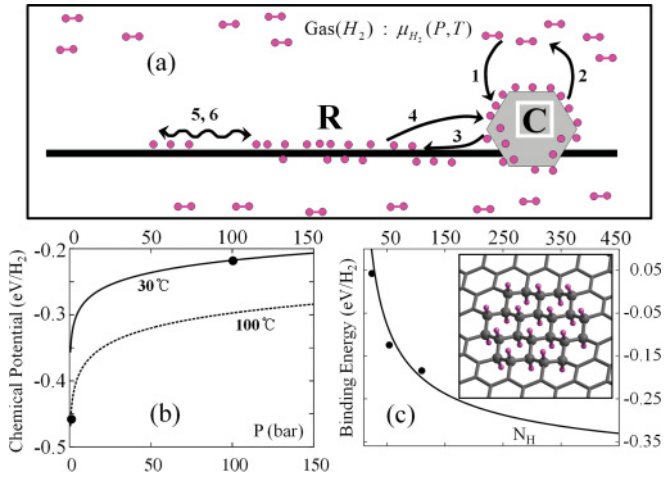 Gas(H₂) : μ_H₂(P,T)
(a)
1
2
5, 6
R
4
3
C
0 50 100 150
-0.2
-0.3
-0.4
-0.5
Chemical Potential (eV/H₂)
30℃
100℃
(b)
P (bar)
0 50 100 150
50 150 250 350 450
0.05
-0.05
-0.15
-0.25
-0.35
Binding Energy (eV/H₂)
(c)
N_H